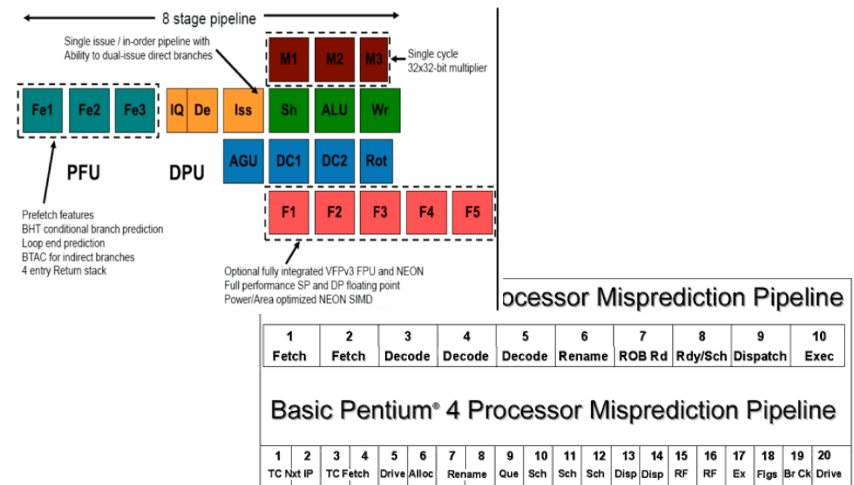 8 stage pipeline
Single issue / in-order pipeline with
Ability to dual-issue direct branches
M1 M2 M3
Single cycle
32x32-bit multiplier
Fe1 Fe2 Fe3 IQ De Iss Sh ALU Wr
PFU DPU
AGU DC1 DC2 Rot
F1 F2 F3 F4 F5
Prefetch features
BHT conditional branch prediction
Loop end prediction
BTAC for indirect branches
4 entry Return stack
Optional fully integrated VFPv3 FPU and NEON
Full performance SP and DP floating point
Power/Area optimized NEON SIMD
ocessor Misprediction Pipeline
1 2 3 4 5 6 7 8 9 10
Fetch Fetch Decode Decode Decode Rename ROB Rd Rdy/Sch Dispatch Exec
Basic Pentium® 4 Processor Misprediction Pipeline
1 2 3 4 5 6 7 8 9 10 11 12 13 14 15 16 17 18 19 20
TC Nxt IP TC Fetch Drive Alloc Rename Que Sch Sch Sch Disp Disp RF RF Ex Flgs Br Ck Drive